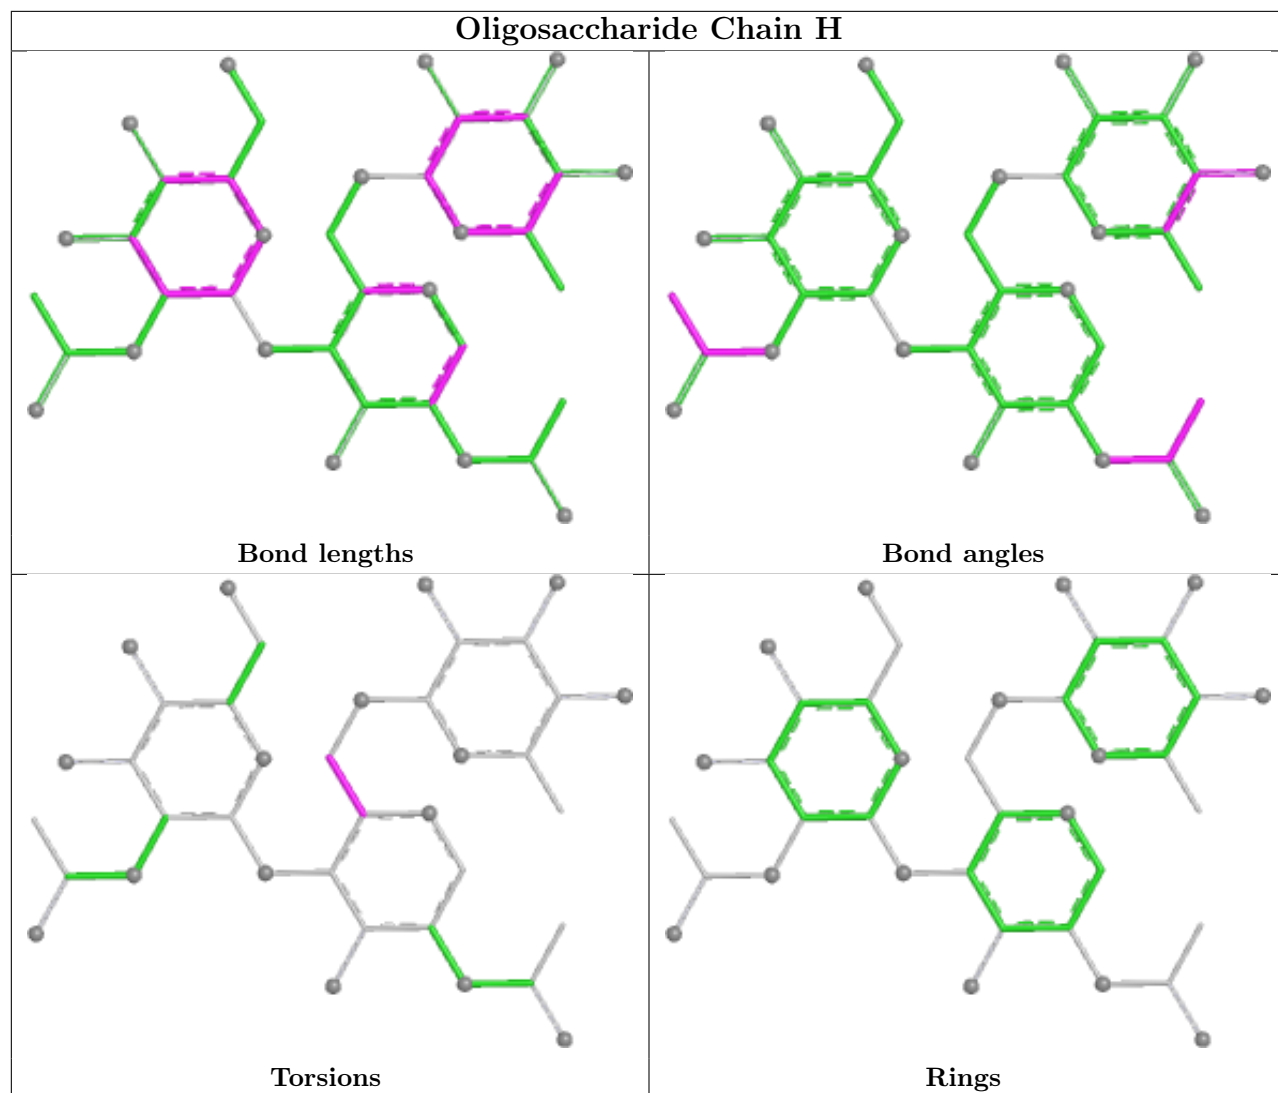 Oligosaccharide Chain H
Bond lengths
Bond angles
Torsions
Rings